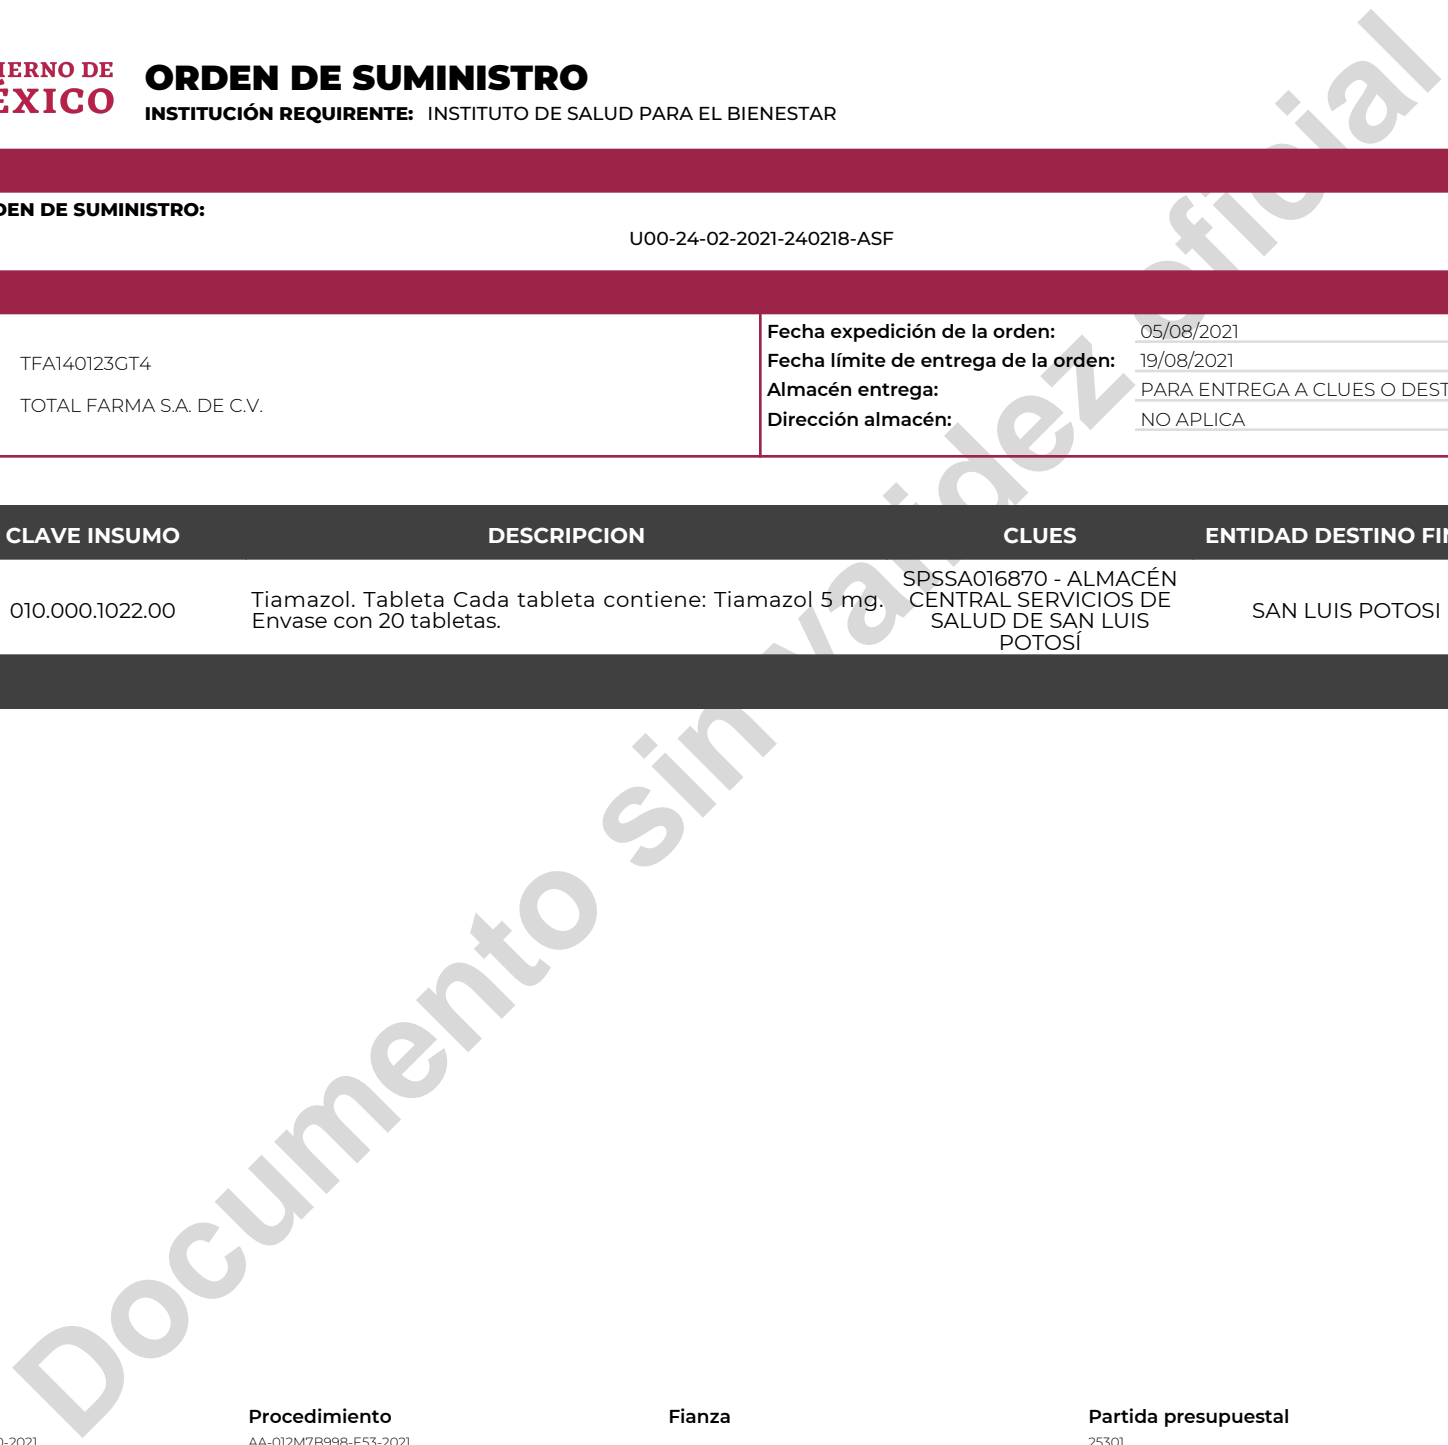 IERNO DE
ÉXICO
ORDEN DE SUMINISTRO
INSTITUCIÓN REQUIRENTE: INSTITUTO DE SALUD PARA EL BIENESTAR
DEN DE SUMINISTRO:
U00-24-02-2021-240218-ASF
TFA140123GT4
TOTAL FARMA S.A. DE C.V.
Fecha expedición de la orden: 05/08/2021
Fecha límite de entrega de la orden: 19/08/2021
Almacén entrega: PARA ENTREGA A CLUES O DEST
Dirección almacén: NO APLICA
CLAVE INSUMO DESCRIPCION CLUES ENTIDAD DESTINO FIN
010.000.1022.00
Tiamazol. Tableta Cada tableta contiene: Tiamazol 5 mg.
Envase con 20 tabletas.
SPSSA016870 - ALMACÉN
CENTRAL SERVICIOS DE
SALUD DE SAN LUIS
POTOSÍ
SAN LUIS POTOSI
Documento sin validez oficial
Procedimiento Fianza Partida presupuestal
0-2021 AA-012M7B998-E53-2021 25301